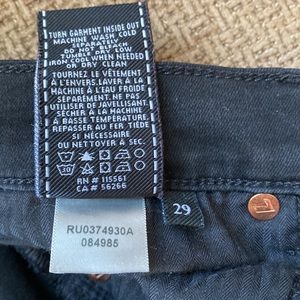 TURN GARMENT INSIDE OUT
MACHINE WASH COLD
SEPARATELY
DO NOT BLEACH
TUMBLE DRY LOW
IRON COOL WHEN NEEDED
OR DRY CLEAN
TOURNEZ LE VÊTEMENT
À L'ENVERS.LAVER À LA
MACHINE À L'EAU FROIDE
SÉPARÉMENT. NE PAS
UTILISER DE JAVELLISANT
SÉCHER À LA MACHINE
À BASSE TEMPÉRATURE.
REPASSER AU FER TIÈDE
SI NÉCESSAIRE
OU NETTOYER À SEC.
30
RN # 115561
CA # 56266
29
RU0374930A
084985